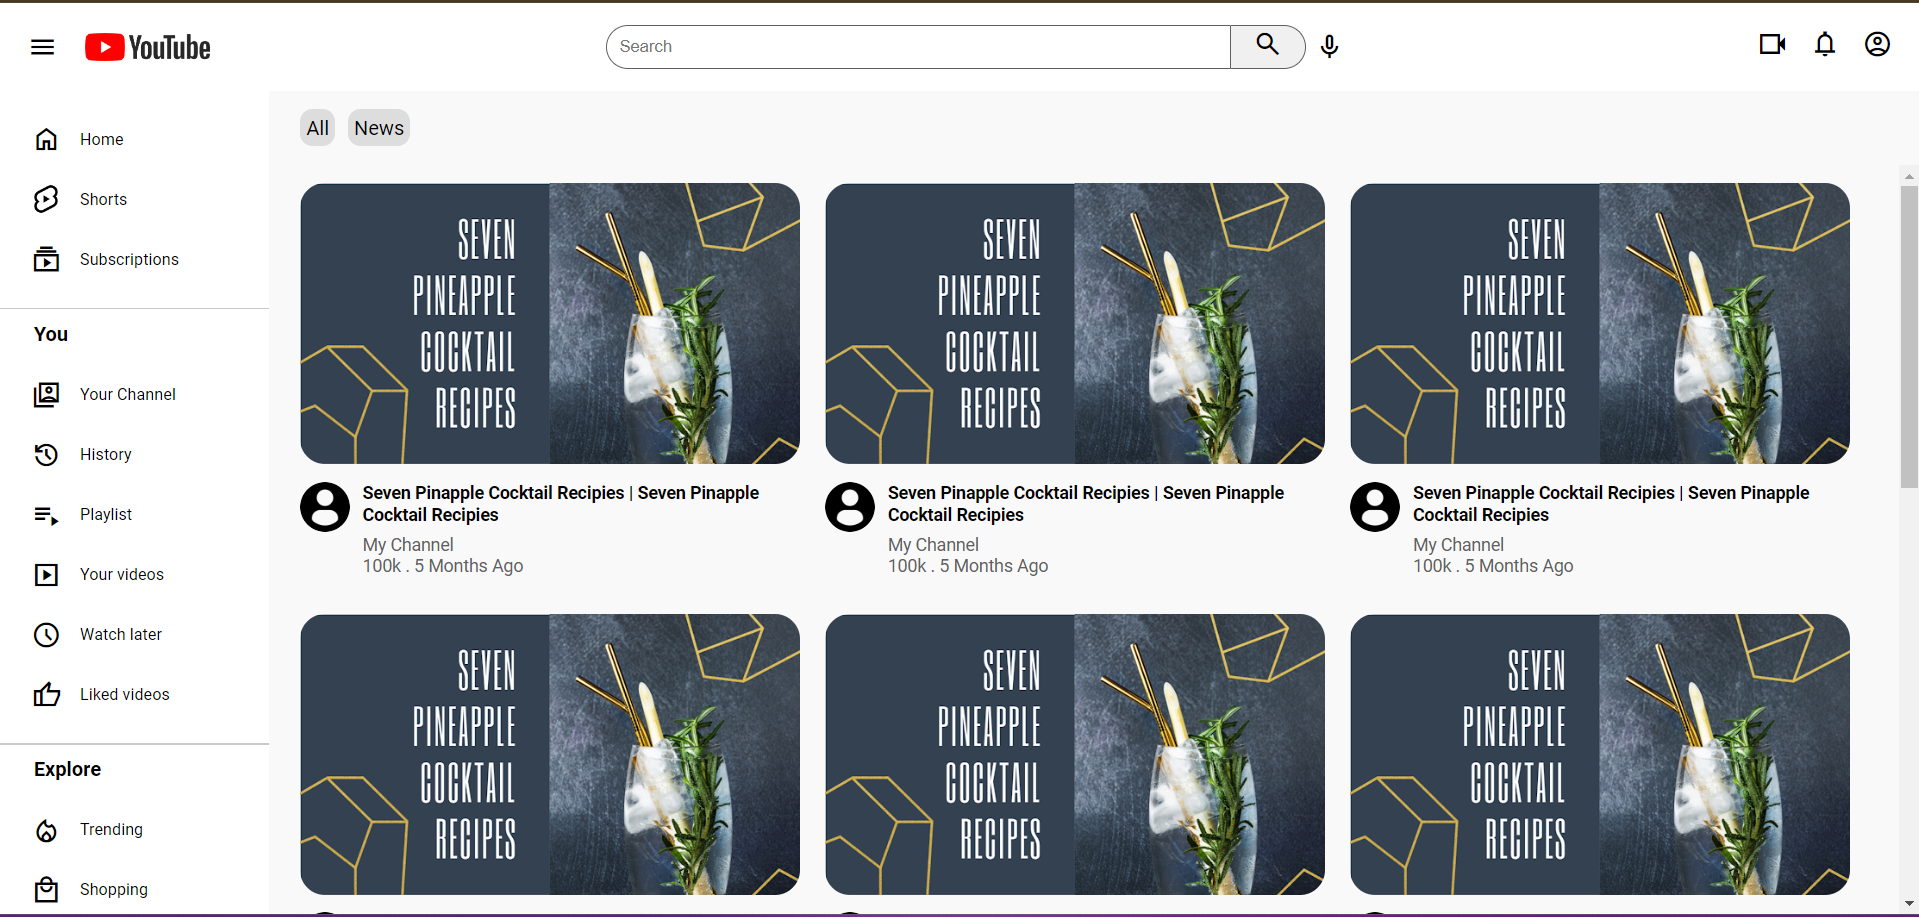 YouTube
Search
Home
Shorts
Subscriptions
You
Your Channel
History
Playlist
Your videos
Watch later
Liked videos
Explore
Trending
Shopping
All
News
SEVEN
PINEAPPLE
COCKTAIL
RECIPES
SEVEN
PINEAPPLE
COCKTAIL
RECIPES
SEVEN
PINEAPPLE
COCKTAIL
RECIPES
Seven Pinapple Cocktail Recipies | Seven Pinapple
Cocktail Recipies
My Channel
100k . 5 Months Ago
Seven Pinapple Cocktail Recipies | Seven Pinapple
Cocktail Recipies
My Channel
100k . 5 Months Ago
Seven Pinapple Cocktail Recipies | Seven Pinapple
Cocktail Recipies
My Channel
100k . 5 Months Ago
SEVEN
PINEAPPLE
COCKTAIL
RECIPES
SEVEN
PINEAPPLE
COCKTAIL
RECIPES
SEVEN
PINEAPPLE
COCKTAIL
RECIPES